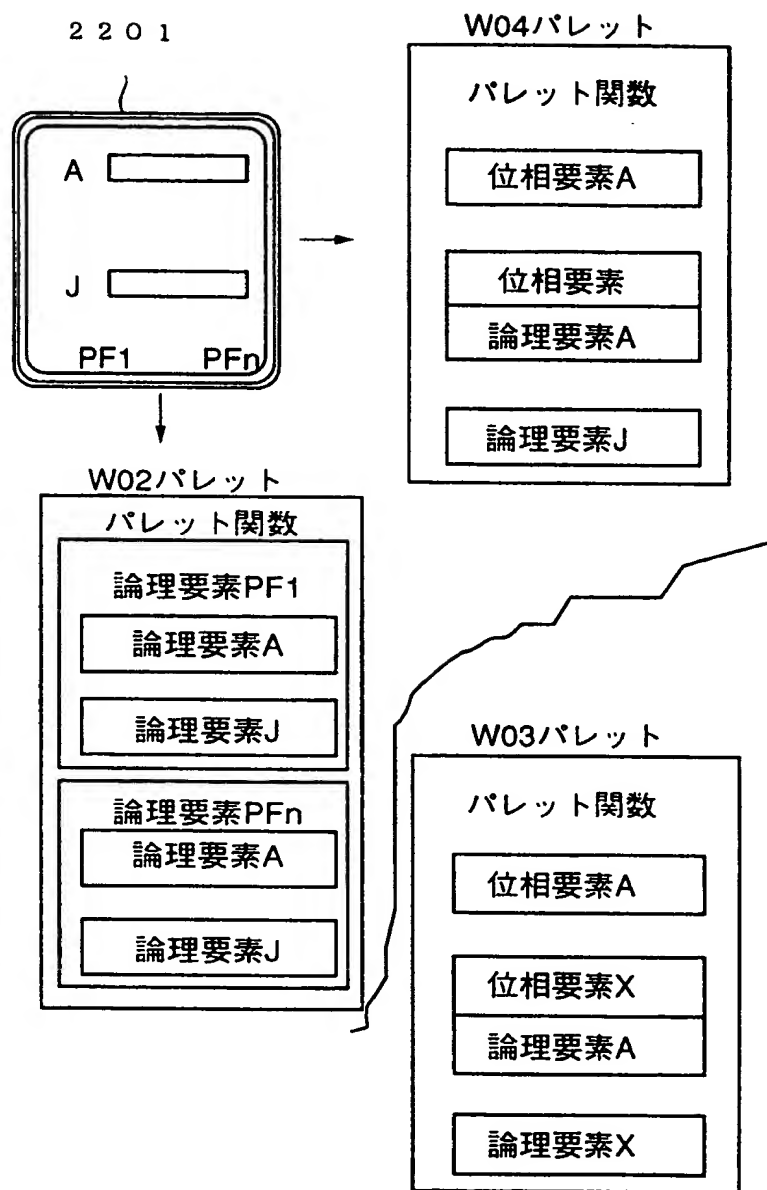 2201
A
J
PF1 PFn
W04パレット
パレット関数
位相要素A
位相要素
論理要素A
論理要素J
W02パレット
パレット関数
論理要素PF1
論理要素A
論理要素J
論理要素PFn
論理要素A
論理要素J
W03パレット
パレット関数
位相要素A
位相要素X
論理要素A
論理要素X